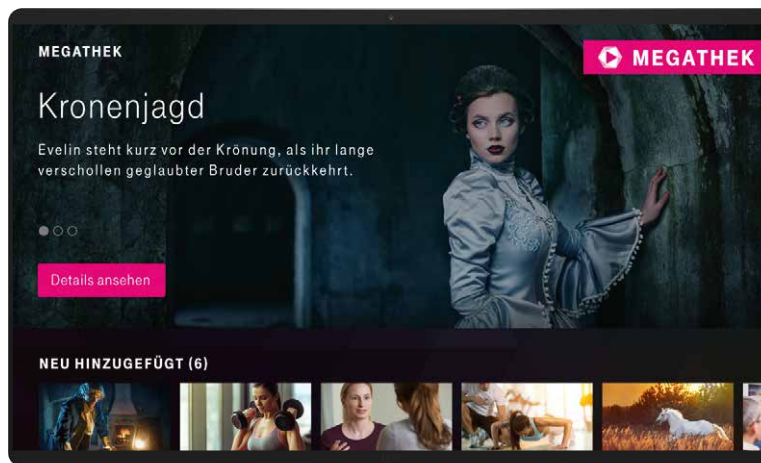 MEGATHEK
MEGATHEK
Kronenjagd
Evelin steht kurz vor der Krönung, als ihr lange
verschollen geglaubter Bruder zurückkehrt.
Details ansehen
NEU HINZUGEFÜGT (6)